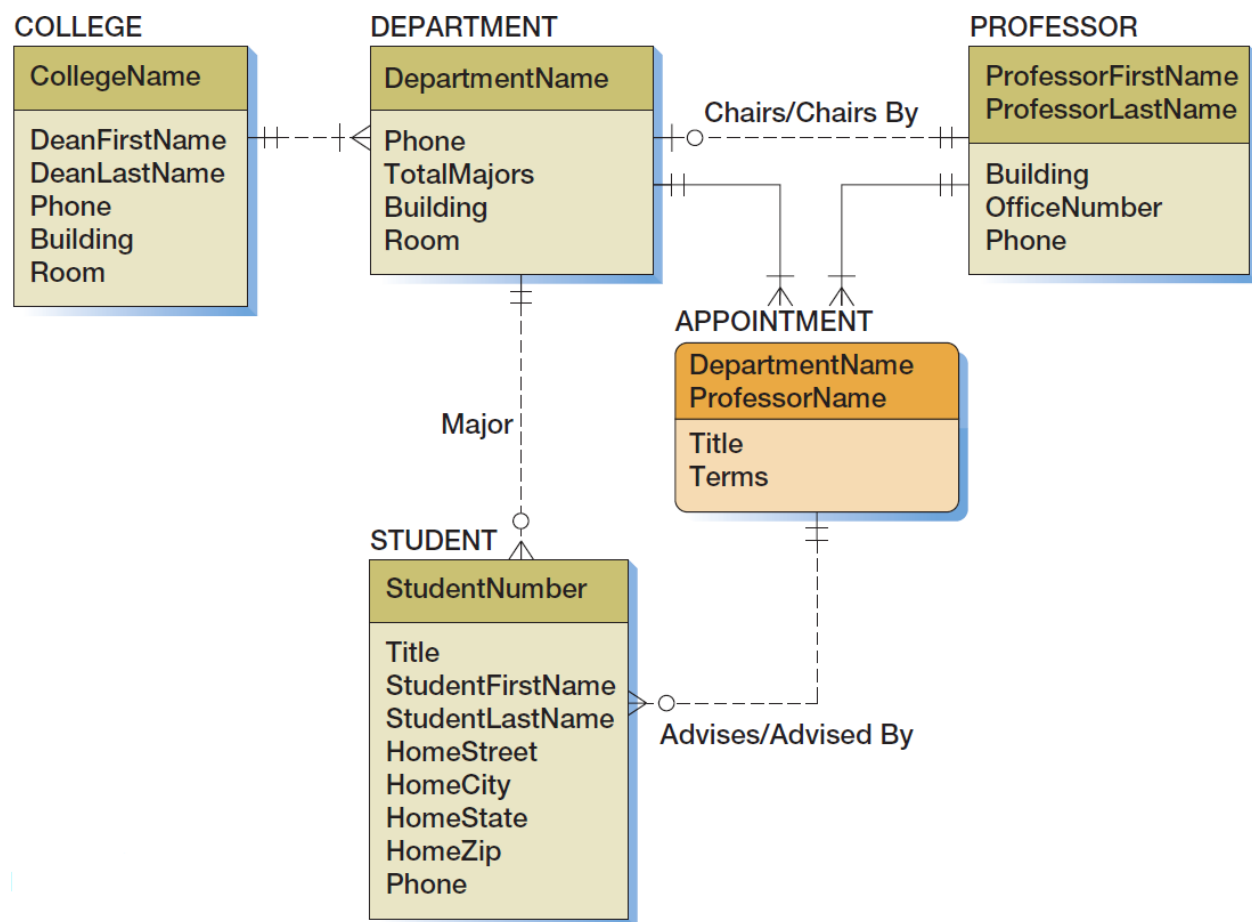 COLLEGE
CollegeName
DeanFirstName
DeanLastName
Phone
Building
Room
DEPARTMENT
DepartmentName
Phone
TotalMajors
Building
Room
Chairs/Chairs By
PROFESSOR
ProfessorFirstName
ProfessorLastName
Building
OfficeNumber
Phone
APPOINTMENT
DepartmentName
ProfessorName
Title
Terms
Major
STUDENT
StudentNumber
Title
StudentFirstName
StudentLastName
HomeStreet
HomeCity
HomeState
HomeZip
Phone
Advises/Advised By